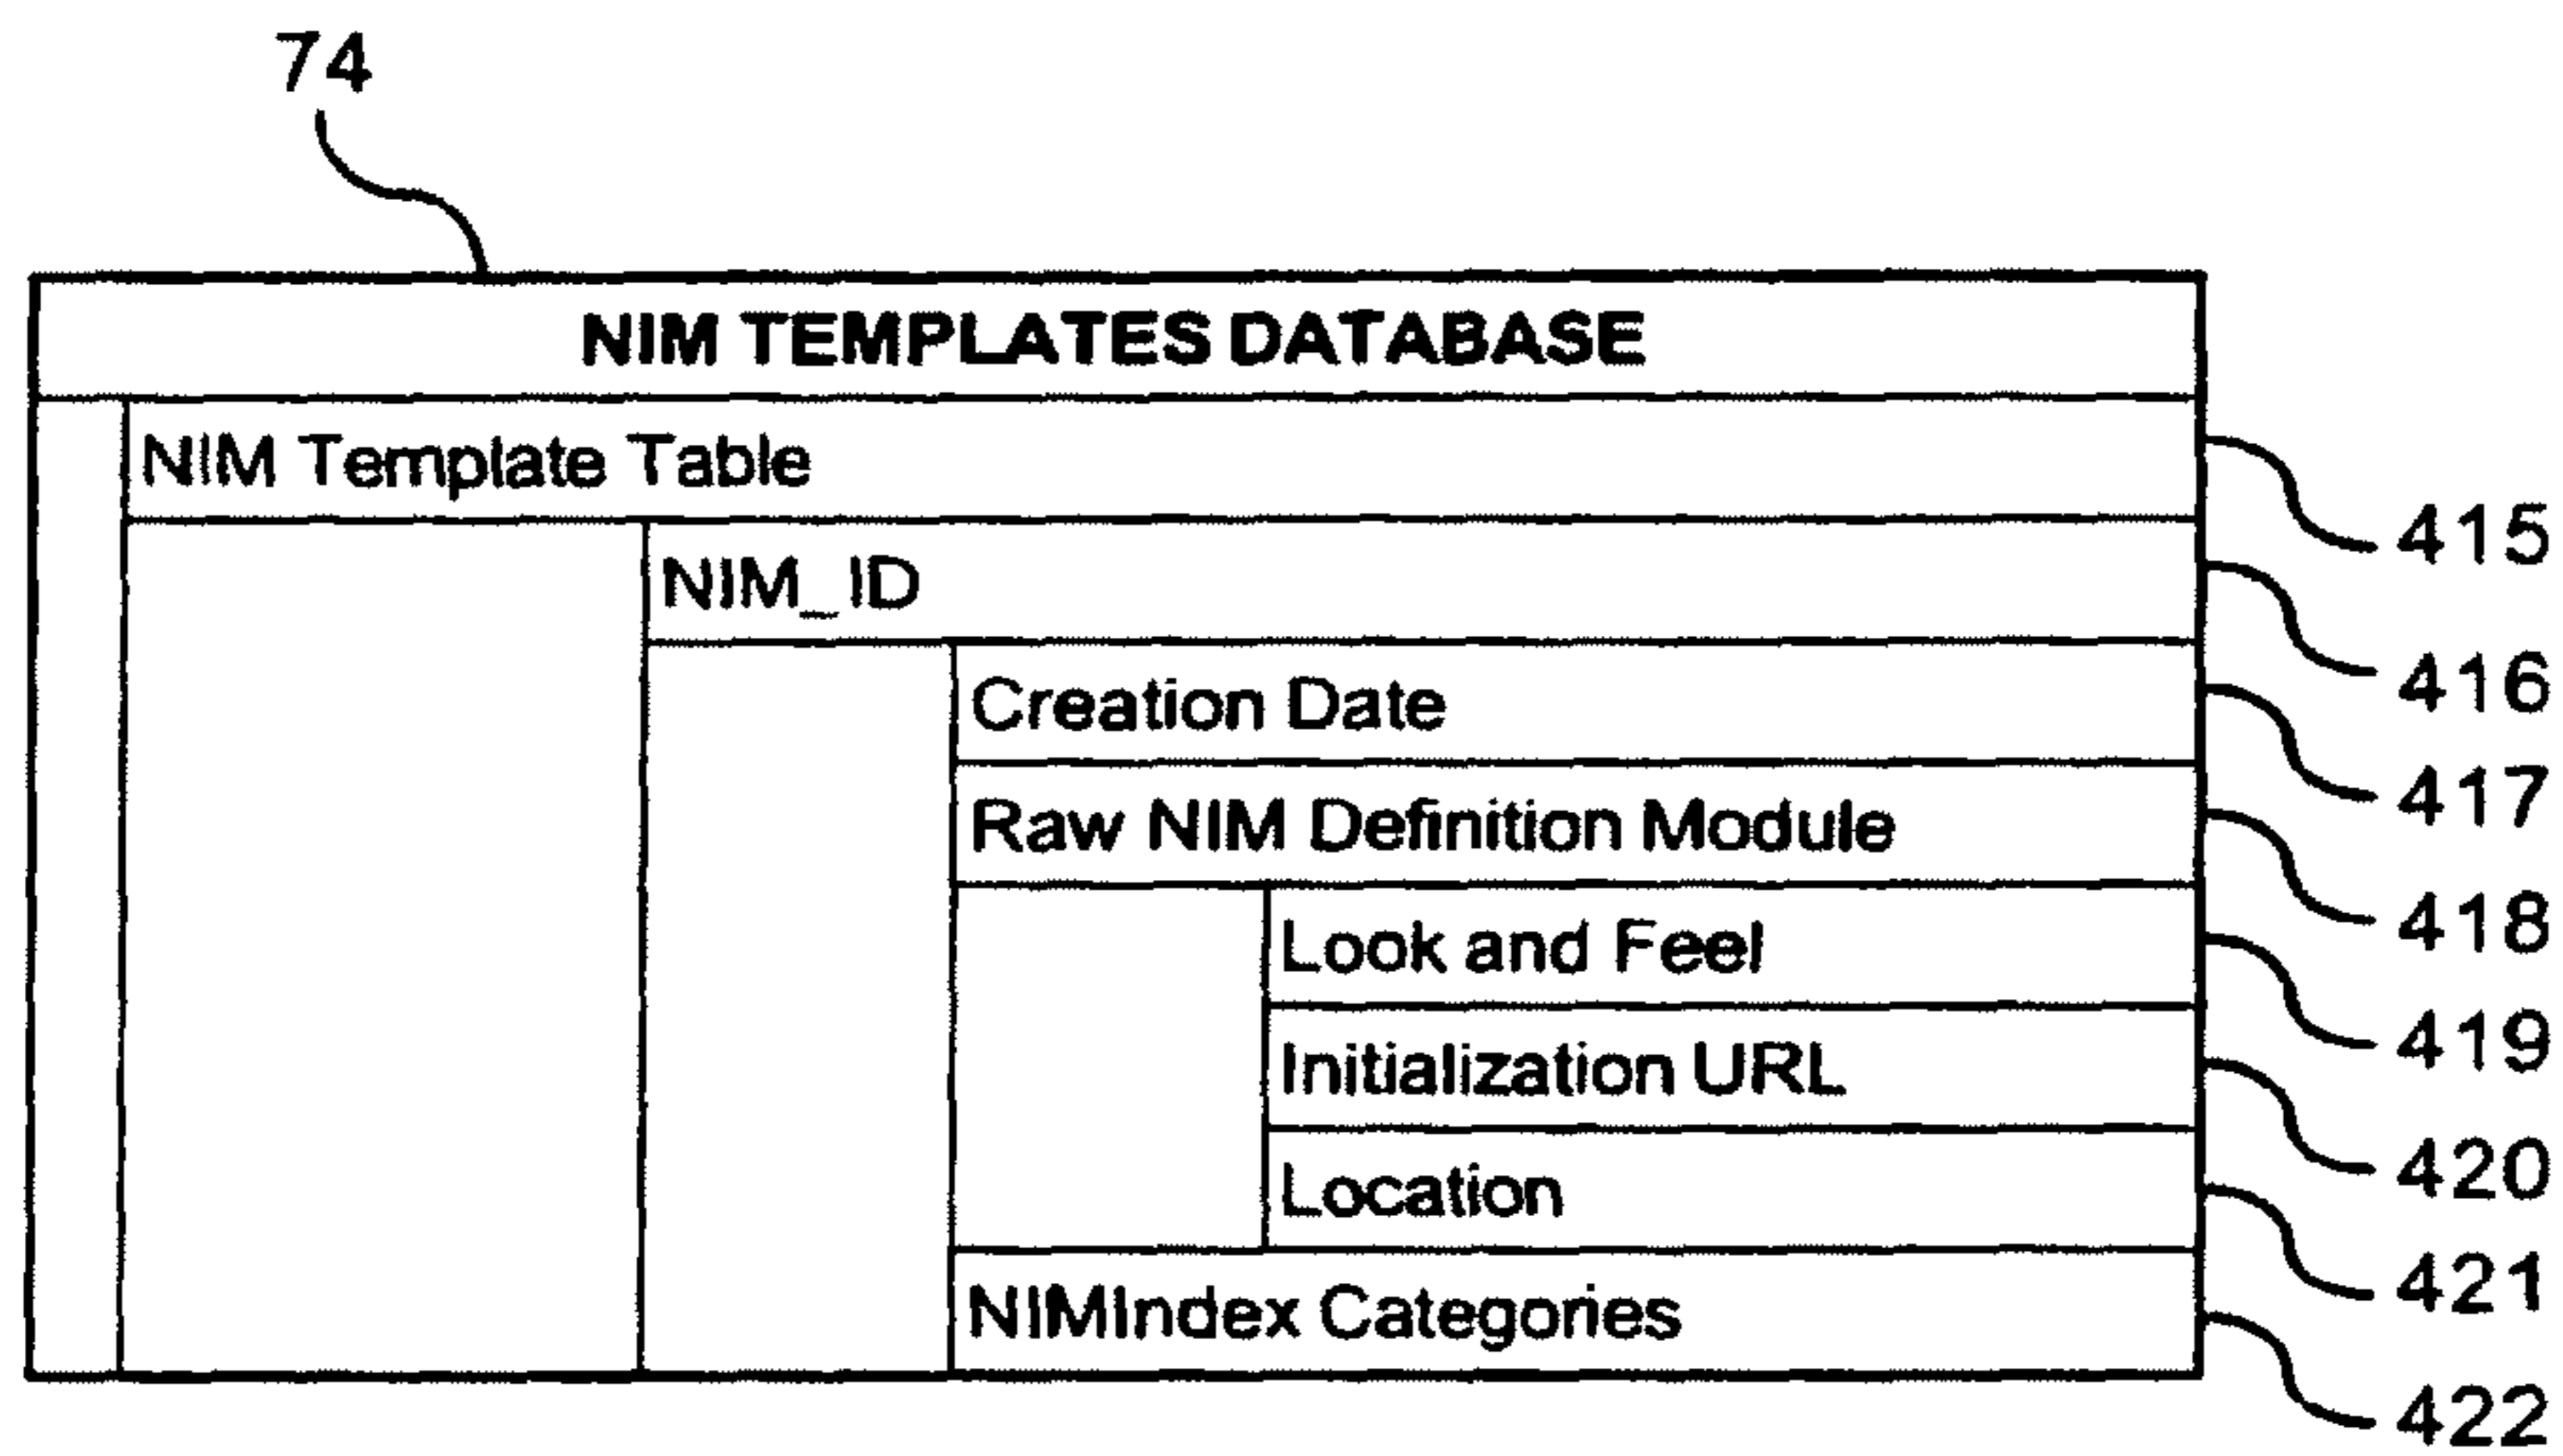 74
NIM TEMPLATES DATABASE
NIM Template Table
415
NIM_ID
416
Creation Date
417
Raw NIM Definition Module
418
Look and Feel
419
Initialization URL
420
Location
421
NIMIndex Categories
422